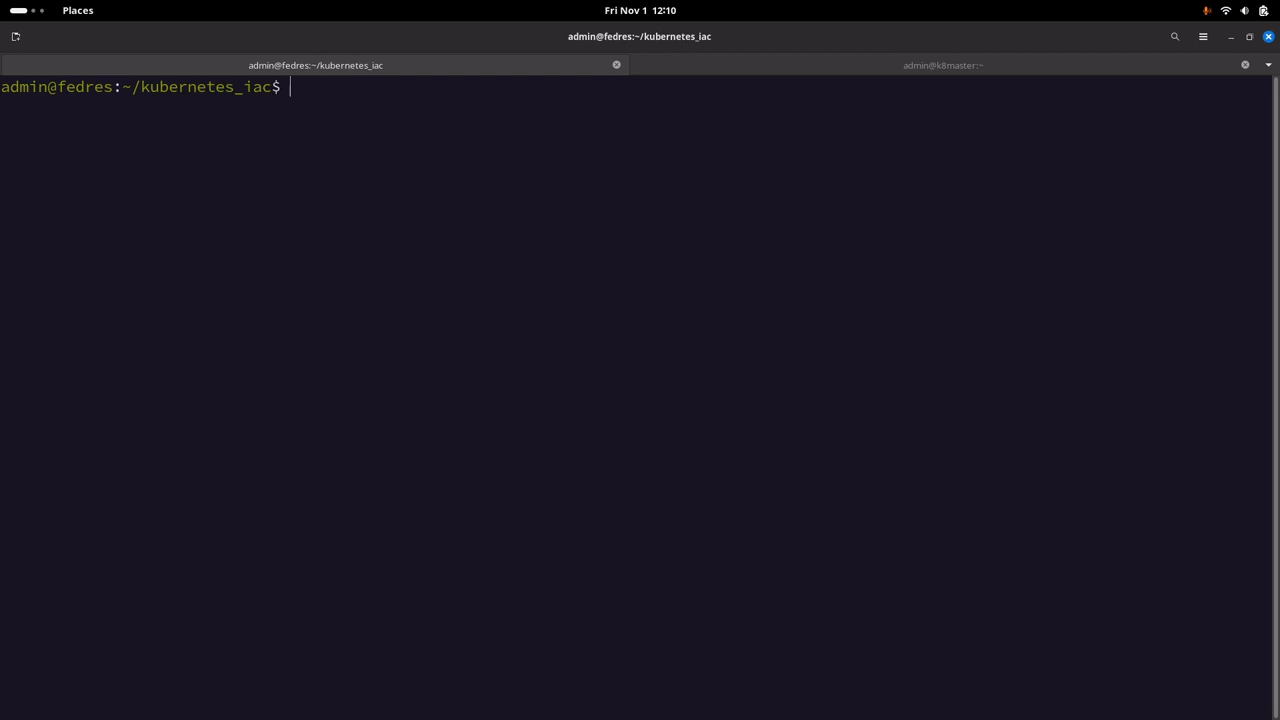 Places
Fri Nov 1 12:10
admin@fedres:~/kubernetes_iac
admin@fedres:~/kubernetes_iac
admin@k8master:~
admin@fedres:~/kubernetes_iac$